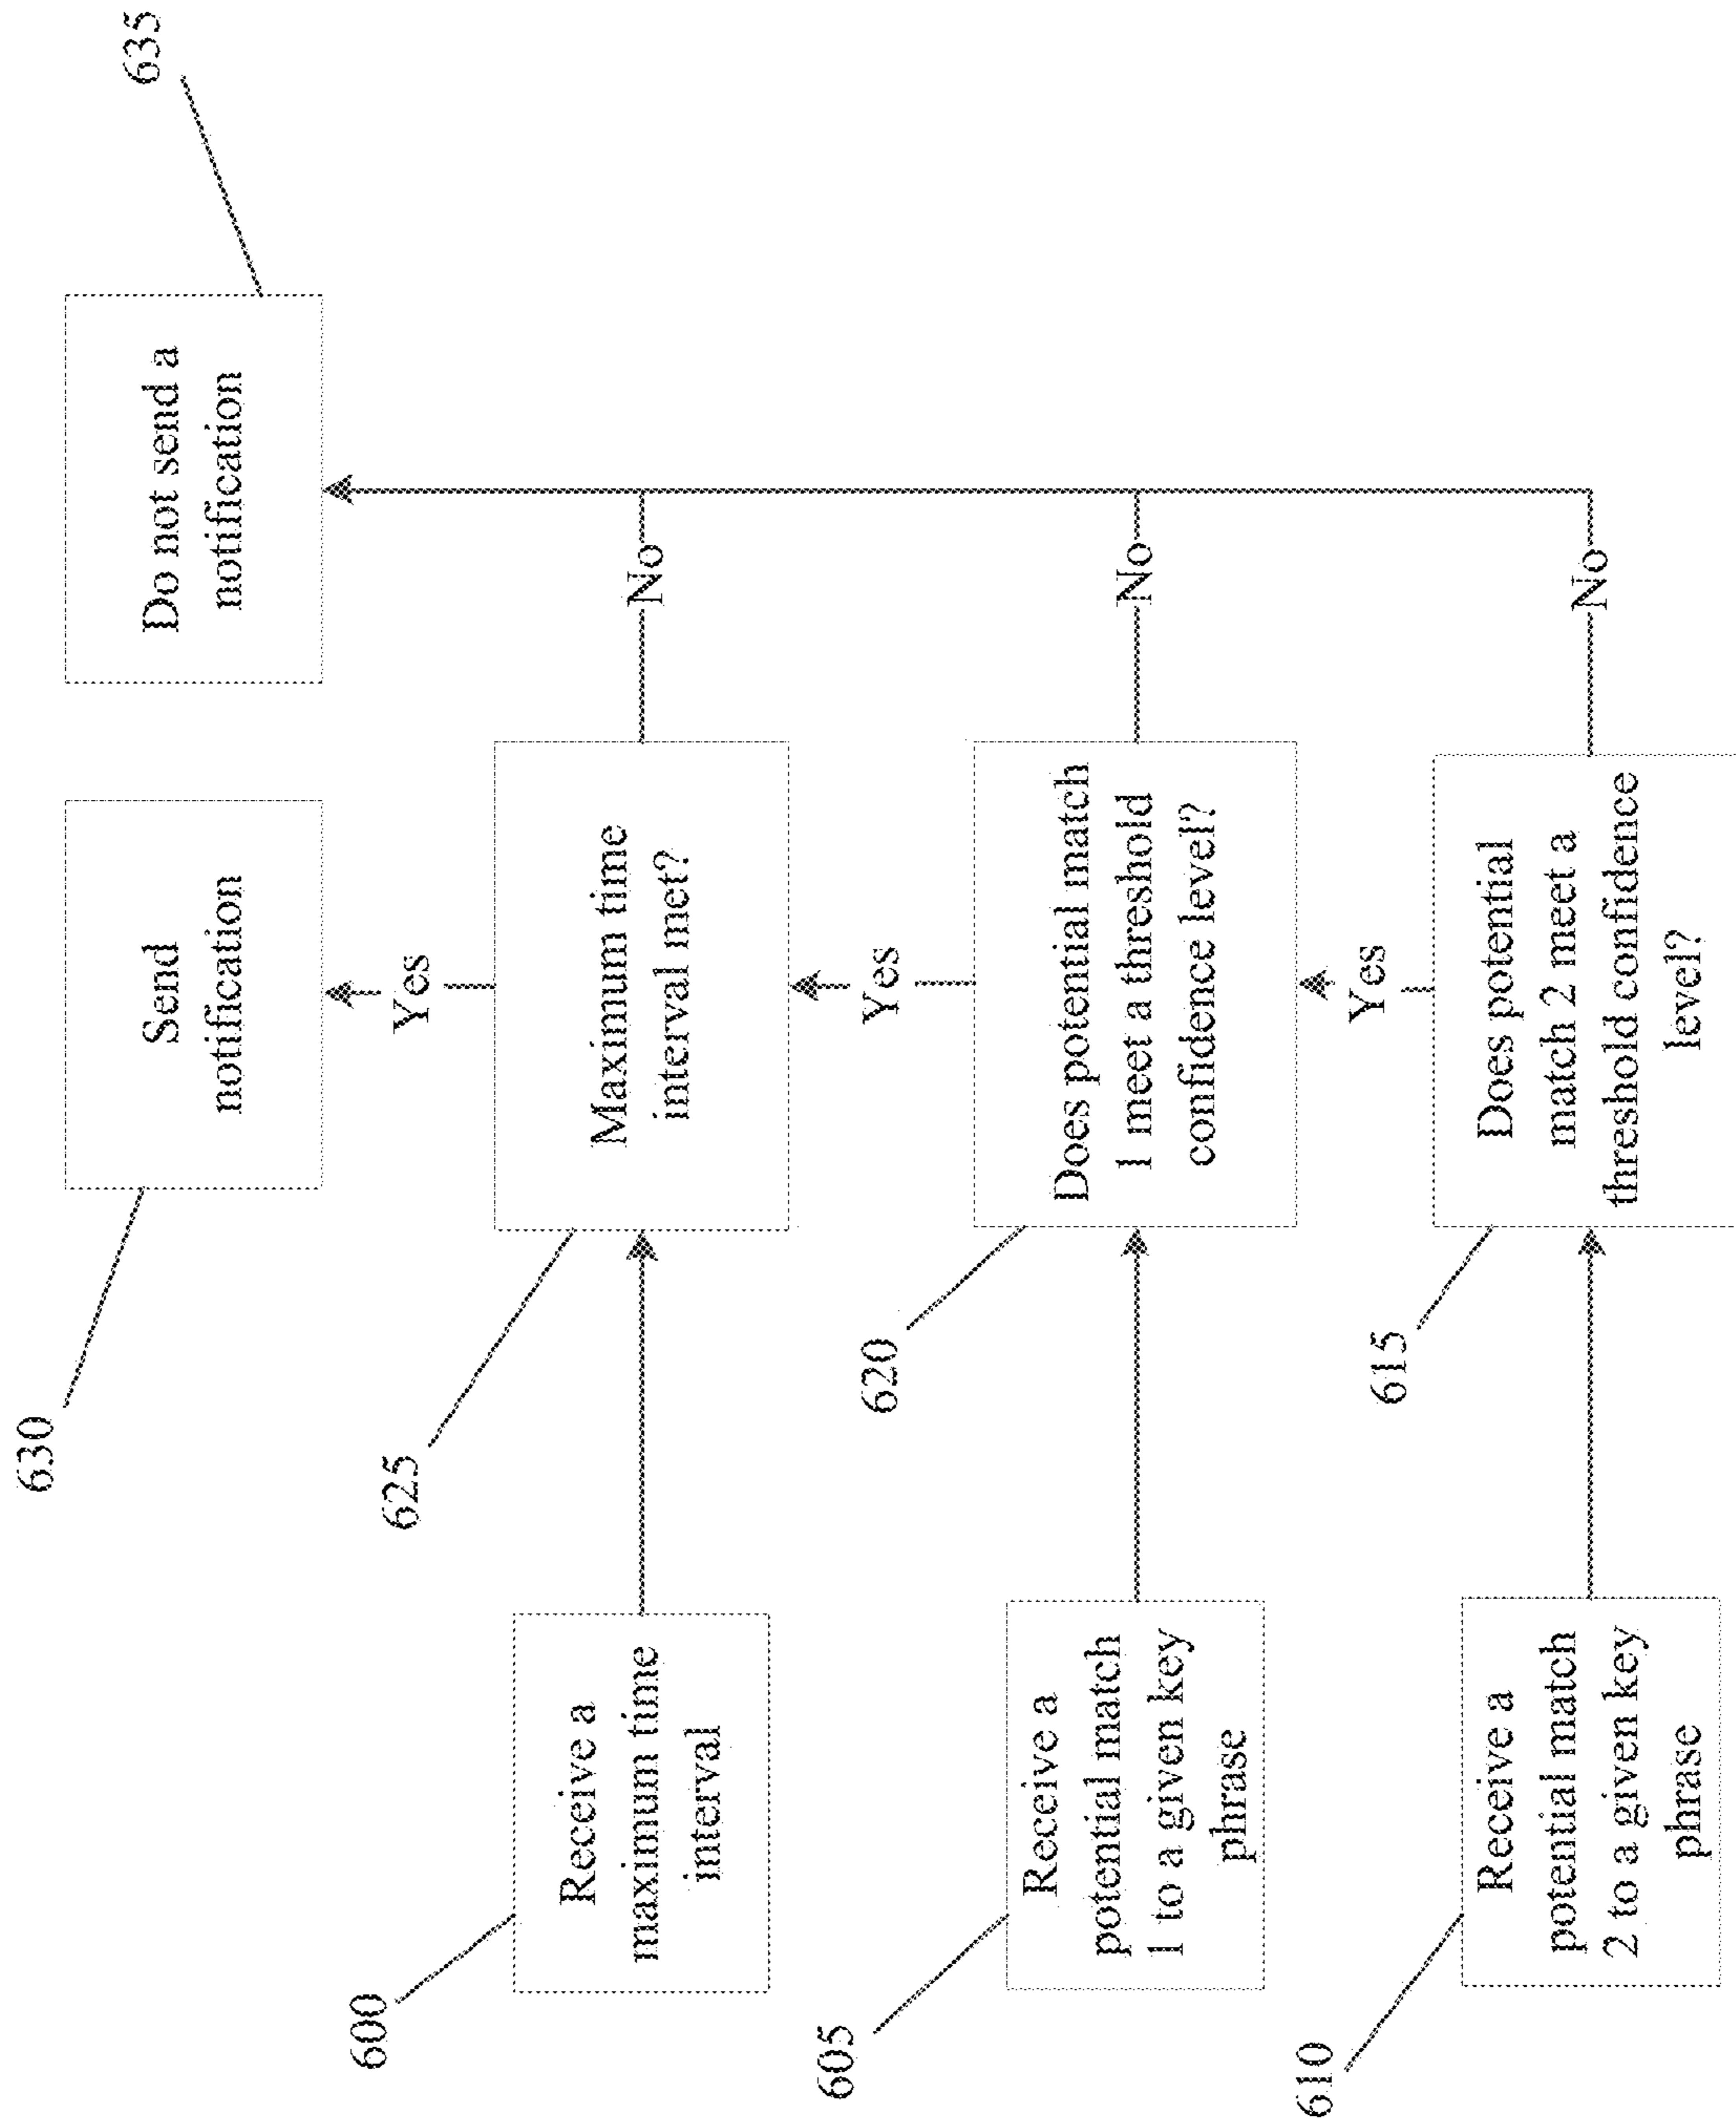 630
Send
notification
635
Do not send a
notification
Yes
600
Receive a
maximum time
interval
625
Maximum time
interval met?
No
Yes
605
Receive a
potential match
1 to a given key
phrase
620
Does potential match
1 meet a threshold
confidence level?
No
Yes
610
Receive a
potential match
2 to a given key
phrase
615
Does potential
match 2 meet a
threshold confidence
level?
No